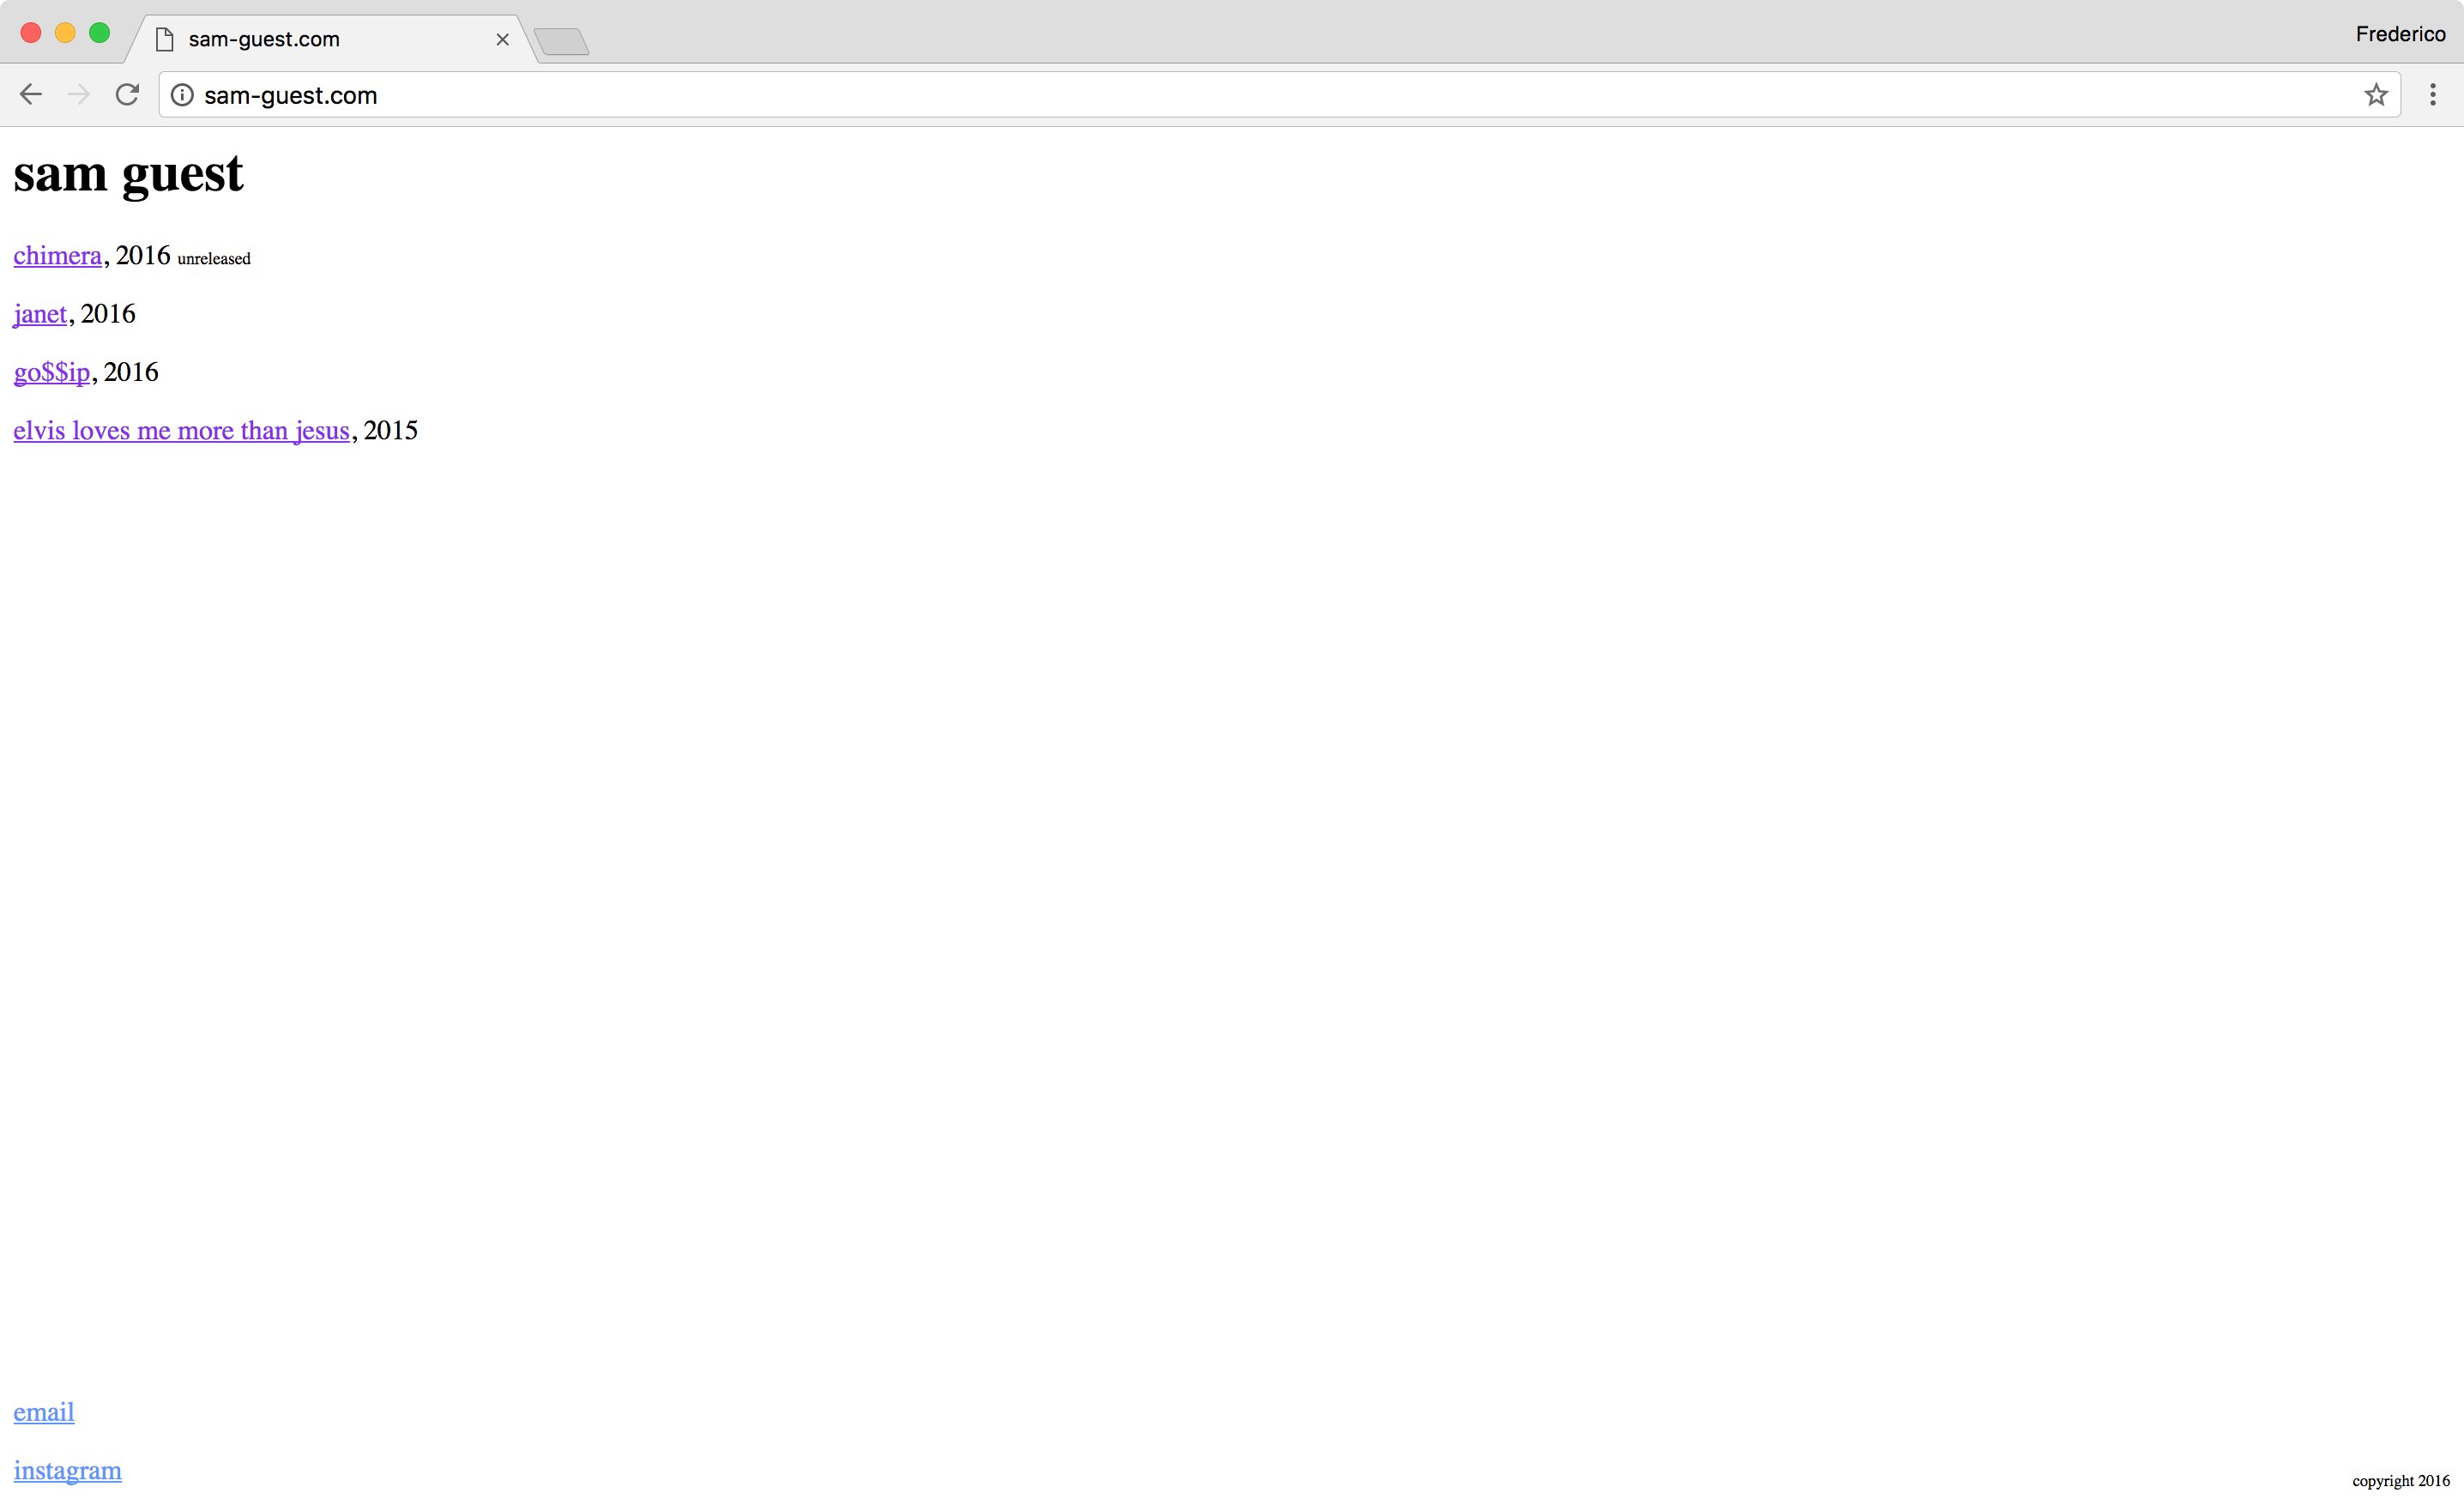 sam-guest.com
Frederico
sam-guest.com
sam guest
chimera, 2016 unreleased
janet, 2016
go$$ip, 2016
elvis loves me more than jesus, 2015
email
instagram
copyright 2016